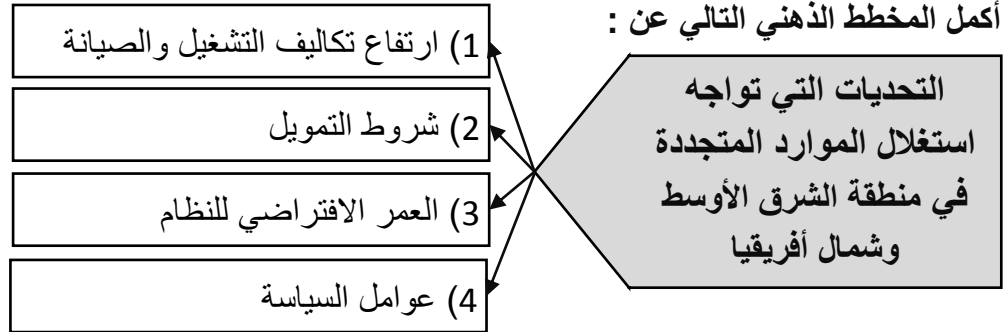 أكمل المخطط الذهني التالي عن :
التحديات التي تواجه
استغلال الموارد المتجددة
في منطقة الشرق الأوسط
وشمال أفريقيا
1) ارتفاع تكاليف التشغيل والصيانة
2) شروط التمويل
3) العمر الافتراضي للنظام
4) عوامل السياسة